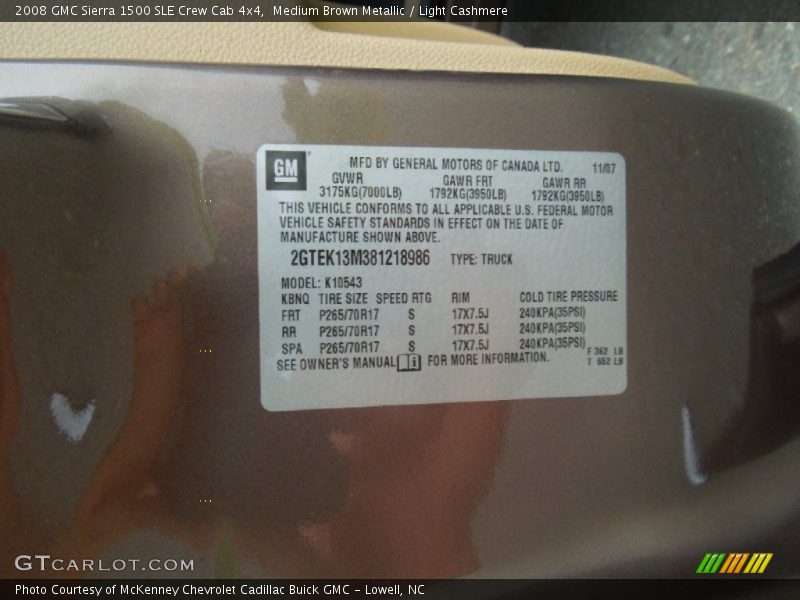 2008 GMC Sierra 1500 SLE Crew Cab 4x4, Medium Brown Metallic / Light Cashmere
GM
MFD BY GENERAL MOTORS OF CANADA LTD. 11/07
GVWR GAWR FRT GAWR RR
3175KG(7000LB) 1792KG(3950LB) 1792KG(3950LB)
THIS VEHICLE CONFORMS TO ALL APPLICABLE U.S. FEDERAL MOTOR
VEHICLE SAFETY STANDARDS IN EFFECT ON THE DATE OF
MANUFACTURE SHOWN ABOVE.
2GTEK13M381218986 TYPE: TRUCK
MODEL: K10543
KBNQ TIRE SIZE SPEED RTG RIM COLD TIRE PRESSURE
FRT P265/70R17 S 17X7.5J 240KPA(35PSI)
RR P265/70R17 S 17X7.5J 240KPA(35PSI)
SPA P265/70R17 S 17X7.5J 240KPA(35PSI)
SEE OWNER'S MANUAL i FOR MORE INFORMATION.
F 362 LB
T 652 LB
GTCARLOT.COM
Photo Courtesy of McKenney Chevrolet Cadillac Buick GMC - Lowell, NC